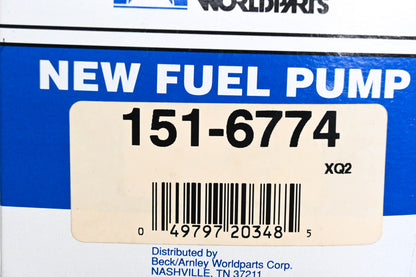 WORLDPARTS
NEW FUEL PUMP
151-6774
XQ2
0 49797 20348 5
Distributed by
Beck/Arnley Worldparts Corp.
NASHVILLE, TN 37211